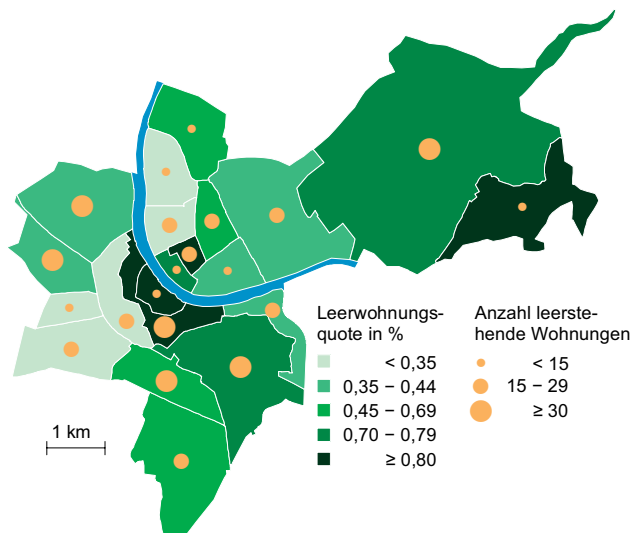 Leerwohnungs-
quote in %
< 0,35
0,35 – 0,44
0,45 – 0,69
0,70 – 0,79
≥ 0,80
Anzahl leerste-
hende Wohnungen
< 15
15 – 29
≥ 30
1 km